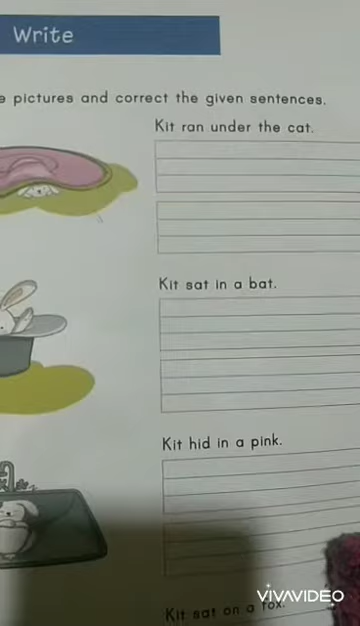 Write
e pictures and correct the given sentences.
Kit ran under the cat.
Kit sat in a bat.
Kit hid in a pink.
Kit sat on a fox.
VIVAVIDEO